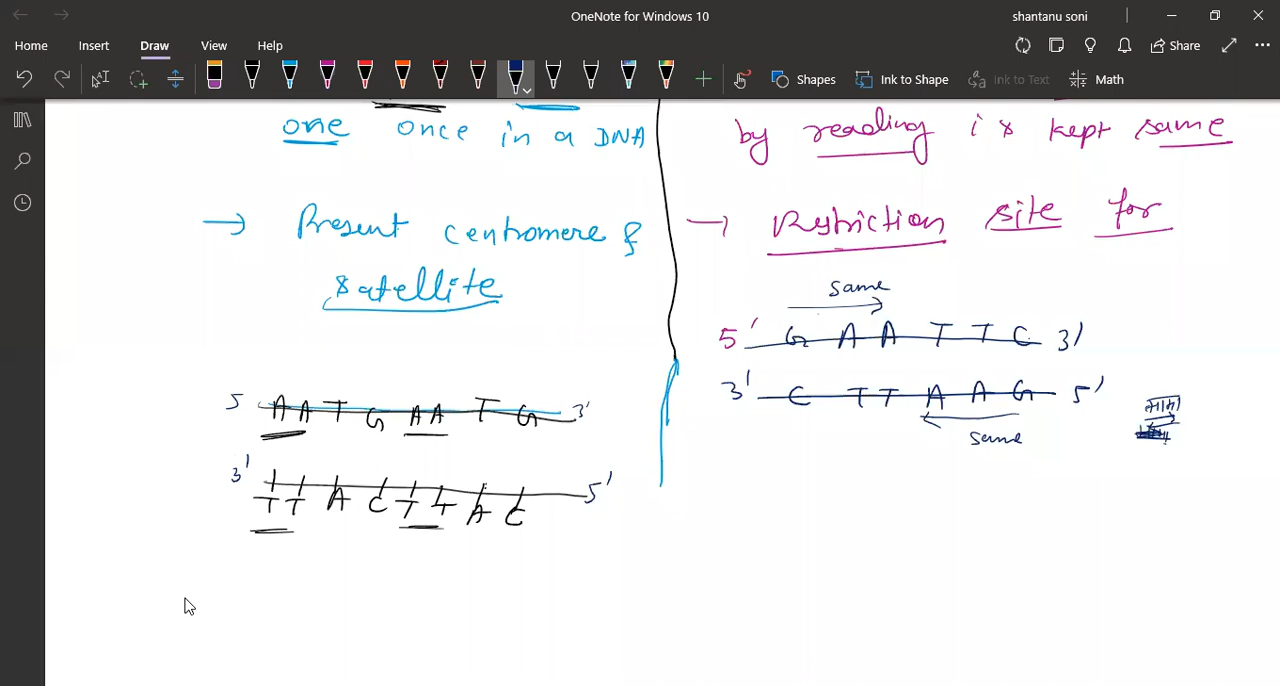 OneNote for Windows 10
shantanu soni
Home Insert Draw View Help
Share
Shapes Ink to Shape Ink to Text Math
one once in a DNA
→ Present centromere &
satellite
5 A A T G A A T G 3'
3' T T A C T T A C 5'
by reading is kept same
→ Restriction site for
same
5' G A A T T C 3'
3' C T T A A G 5'
same